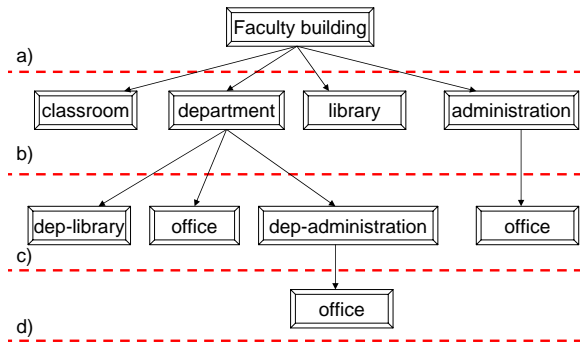 Faculty building
a)
classroom
department
library
administration
b)
dep-library
office
dep-administration
office
c)
office
d)